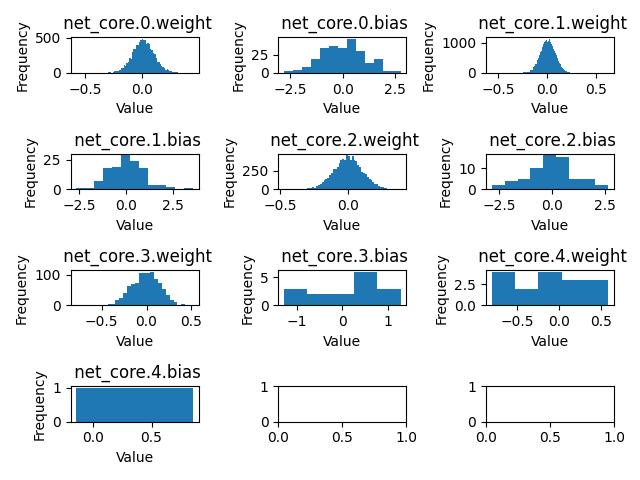 net_core.0.weight
Frequency
500
0
−0.5
0.0
Value
net_core.0.bias
Frequency
25
0
−2.5
0.0
2.5
Value
net_core.1.weight
Frequency
1000
0
−0.5
0.0
0.5
Value
net_core.1.bias
Frequency
25
0
−2.5
0.0
2.5
Value
net_core.2.weight
Frequency
250
0
−0.5
0.0
Value
net_core.2.bias
Frequency
10
0
−2.5
0.0
2.5
Value
net_core.3.weight
Frequency
100
0
−0.5
0.0
0.5
Value
net_core.3.bias
Frequency
5
0
−1
0
1
Value
net_core.4.weight
Frequency
2.5
0.0
−0.5
0.0
0.5
Value
net_core.4.bias
Frequency
1
0
0.0
0.5
Value
1
0
0.0
0.5
1.0
1
0
0.0
0.5
1.0